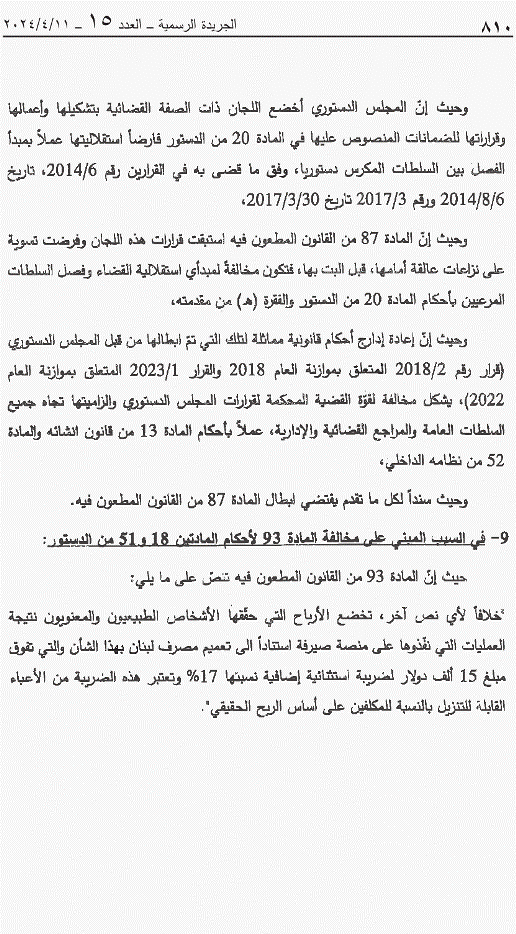 ٨١٠ الجريدة الرسمية ــ العدد ١٥ ــ ٢٠٢٤/٤/١١
وحيث إنّ المجلس الدستوري أخضع اللجان ذات الصفة القضائية بتشكيلها وأعمالها
وقراراتها للضمانات المنصوص عليها في المادة 20 من الدستور فارضاً استقلاليتها عملاً بمبدأ
الفصل بين السلطات المكرس دستوريا، وفق ما قضى به في القرارين رقم 2014/6، تاريخ
2014/8/6 ورقم 2017/3 تاريخ 2017/3/30،
وحيث إنّ المادة 87 من القانون المطعون فيه استبقت قرارات هذه اللجان وفرضت تسوية
على نزاعات عالقة أمامها، قبل البت بها، فتكون مخالفةً لمبدأي استقلالية القضاء وفصل السلطات
المرعيين بأحكام المادة 20 من الدستور والفقرة (هـ) من مقدمته،
وحيث إنّ إعادة إدارج أحكام قانونية مماثلة لتلك التي تمّ ابطالها من قبل المجلس الدستوري
(قرار رقم 2018/2 المتعلق بموازنة العام 2018 والقرار 2023/1 المتعلق بموازنة العام
2022)، يشكل مخالفة لقوّة القضية المحكمة لقرارات المجلس الدستوري والزاميتها تجاه جميع
السلطات العامة والمراجع القضائية والإدارية، عملاً بأحكام المادة 13 من قانون انشائه والمادة
52 من نظامه الداخلي،
وحيث سنداً لكل ما تقدم يقتضي ابطال المادة 87 من القانون المطعون فيه.
9- في السبب المبني على مخالفة المادة 93 لأحكام المادتين 18 و51 من الدستور:
حيث إنّ المادة 93 من القانون المطعون فيه تنصّ على ما يلي:
"خلافاً لأي نص آخر، تخضع الأرباح التي حقّقها الأشخاص الطبيعيون والمعنويون نتيجة
العمليات التي نفّذوها على منصة صيرفة استناداً الى تعميم مصرف لبنان بهذا الشأن والتي تفوق
مبلغ 15 ألف دولار لضريبة استثنائية إضافية نسبتها 17% وتعتبر هذه الضريبة من الأعباء
القابلة للتنزيل بالنسبة للمكلفين على أساس الربح الحقيقي".